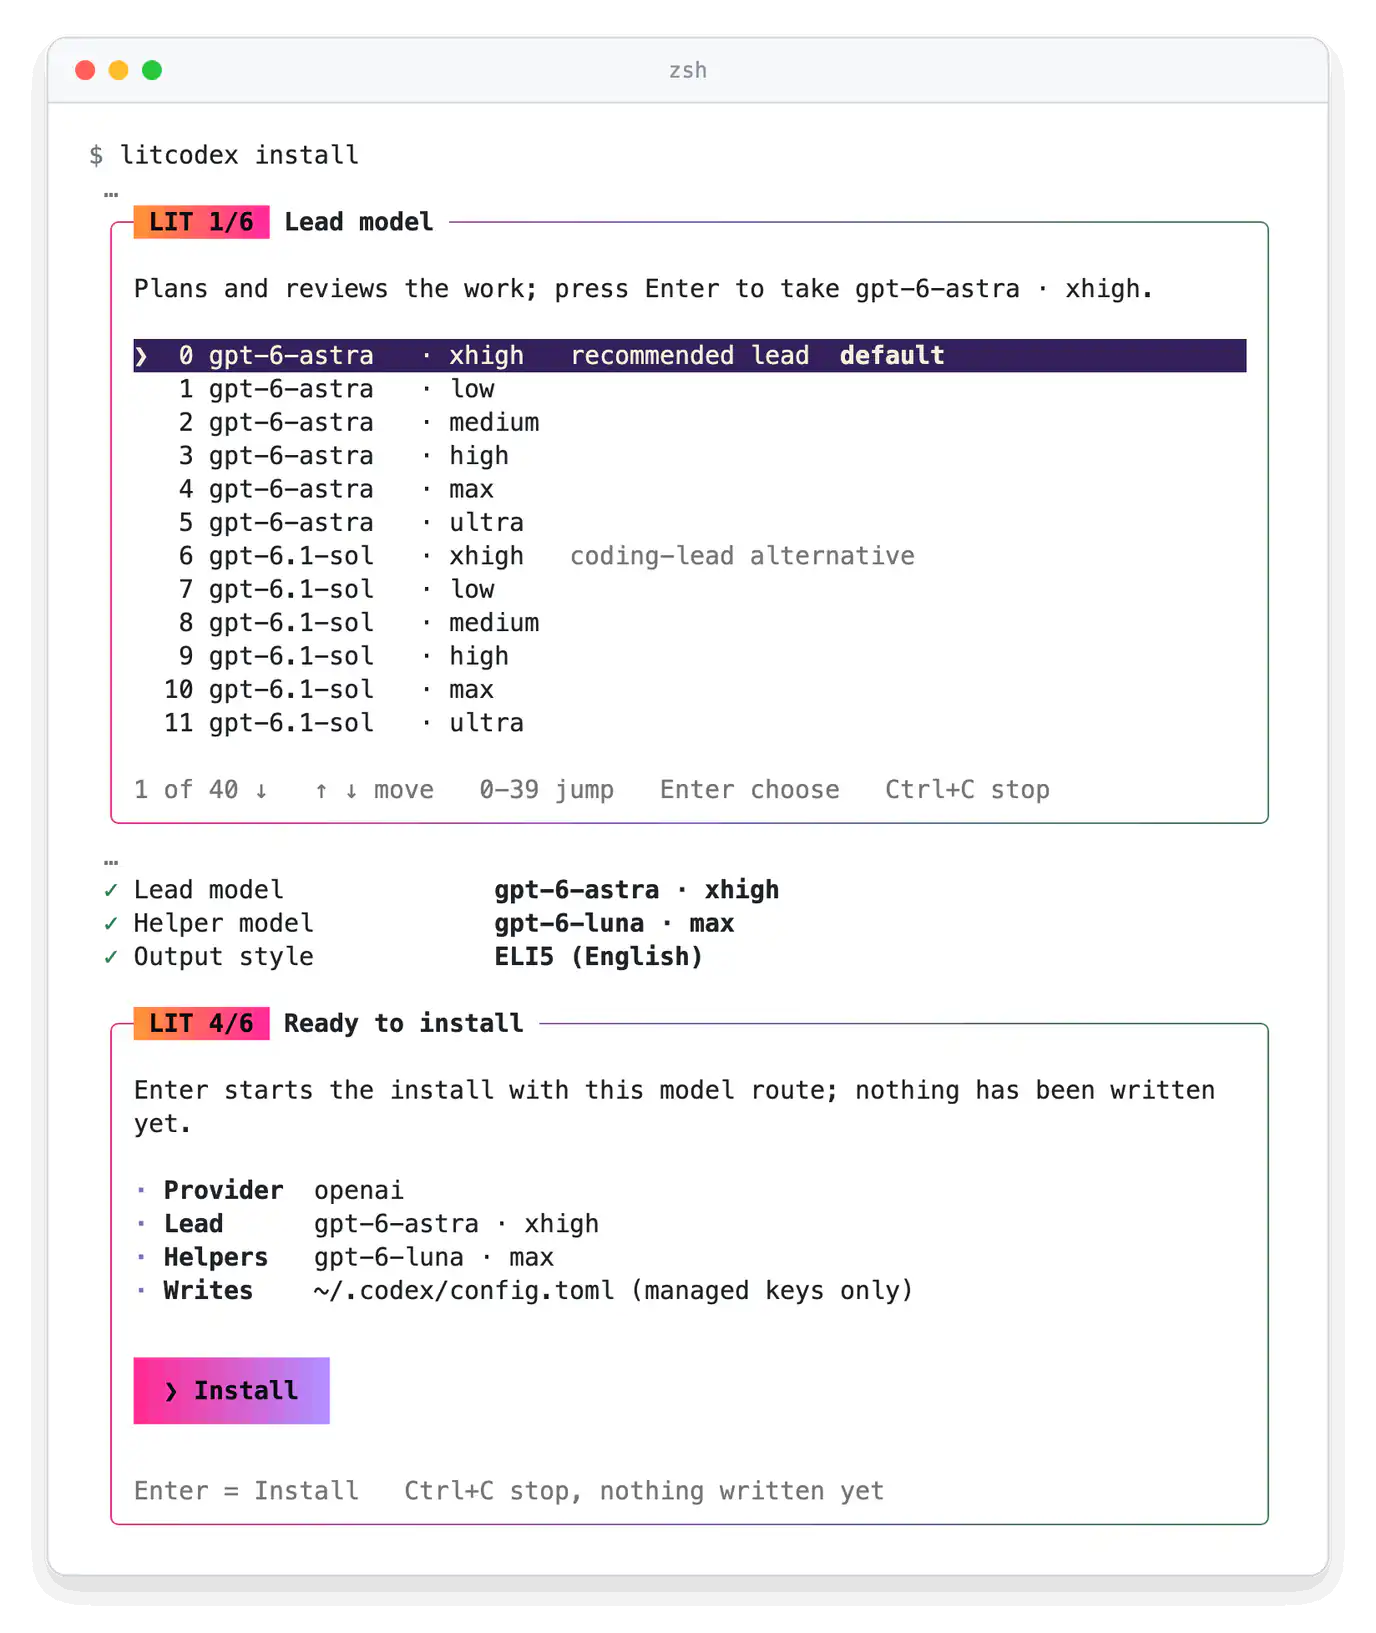 zsh
$ litcodex install
…
LIT 1/6 Lead model
Plans and reviews the work; press Enter to take gpt-6-astra · xhigh.
❯ 0 gpt-6-astra · xhigh recommended lead default
1 gpt-6-astra · low
2 gpt-6-astra · medium
3 gpt-6-astra · high
4 gpt-6-astra · max
5 gpt-6-astra · ultra
6 gpt-6.1-sol · xhigh coding-lead alternative
7 gpt-6.1-sol · low
8 gpt-6.1-sol · medium
9 gpt-6.1-sol · high
10 gpt-6.1-sol · max
11 gpt-6.1-sol · ultra
1 of 40 ↓ ↑ ↓ move 0-39 jump Enter choose Ctrl+C stop
…
✓ Lead model gpt-6-astra · xhigh
✓ Helper model gpt-6-luna · max
✓ Output style ELI5 (English)
LIT 4/6 Ready to install
Enter starts the install with this model route; nothing has been written
yet.
· Provider openai
· Lead gpt-6-astra · xhigh
· Helpers gpt-6-luna · max
· Writes ~/.codex/config.toml (managed keys only)
❯ Install
Enter = Install Ctrl+C stop, nothing written yet